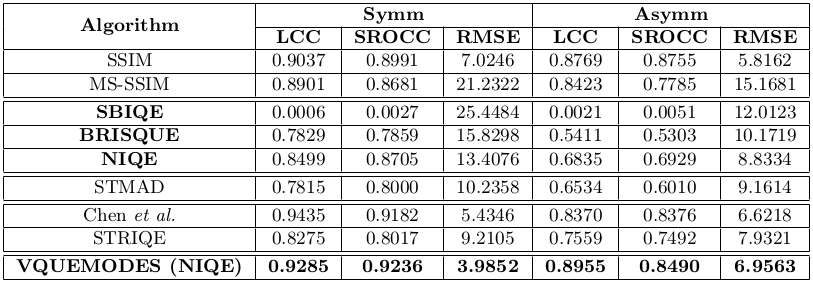 Algorithm Symm Asymm
LCC SROCC RMSE LCC SROCC RMSE
SSIM 0.9037 0.8991 7.0246 0.8769 0.8755 5.8162
MS-SSIM 0.8901 0.8681 21.2322 0.8423 0.7785 15.1681
SBIQE 0.0006 0.0027 25.4484 0.0021 0.0051 12.0123
BRISQUE 0.7829 0.7859 15.8298 0.5411 0.5303 10.1719
NIQE 0.8499 0.8705 13.4076 0.6835 0.6929 8.8334
STMAD 0.7815 0.8000 10.2358 0.6534 0.6010 9.1614
Chen et al. 0.9435 0.9182 5.4346 0.8370 0.8376 6.6218
STRIQE 0.8275 0.8017 9.2105 0.7559 0.7492 7.9321
VQUEMODES (NIQE) 0.9285 0.9236 3.9852 0.8955 0.8490 6.9563